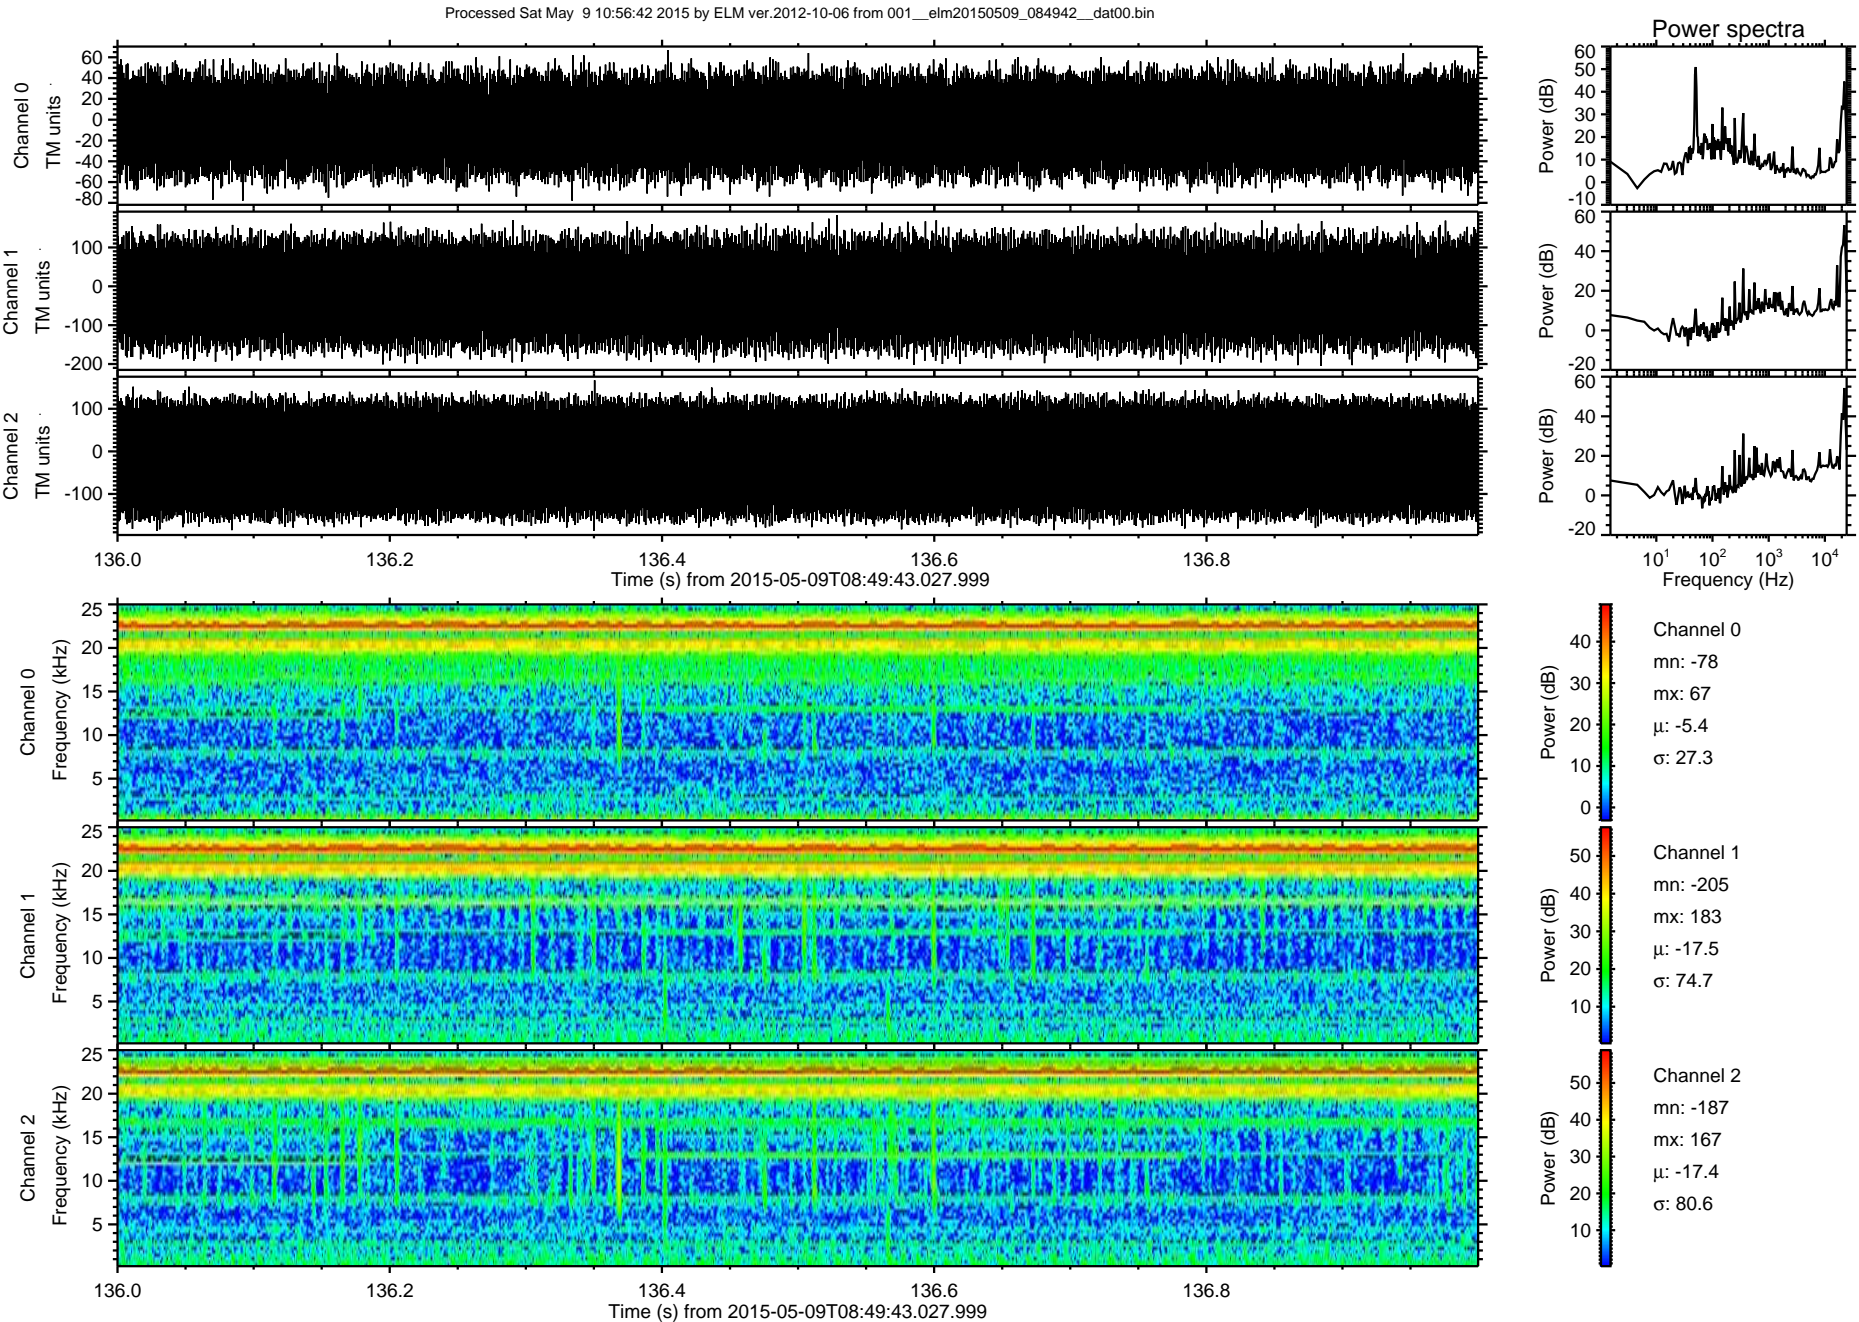 Processed Sat May  9 10:56:42 2015 by ELM ver.2012-10-06 from 001__elm20150509_084942__dat00.bin
Power spectra
Channel 0
TM units
60
40
20
0
-20
-40
-60
-80
Power (dB)
60
50
40
30
20
10
0
-10
Channel 1
TM units
100
0
-100
-200
Power (dB)
60
40
20
0
-20
Channel 2
TM units
100
0
-100
Power (dB)
60
40
20
0
-20
136.0 136.2 136.4 136.6 136.8
Time (s) from 2015-05-09T08:49:43.027.999
10^1 10^2 10^3 10^4
Frequency (Hz)
Channel 0
Frequency (kHz)
25
20
15
10
5
Power (dB)
40
30
20
10
0
Channel 0
mn: -78
mx: 67
μ: -5.4
σ: 27.3
Channel 1
Frequency (kHz)
25
20
15
10
5
Power (dB)
50
40
30
20
10
Channel 1
mn: -205
mx: 183
μ: -17.5
σ: 74.7
Channel 2
Frequency (kHz)
25
20
15
10
5
Power (dB)
50
40
30
20
10
Channel 2
mn: -187
mx: 167
μ: -17.4
σ: 80.6
136.0 136.2 136.4 136.6 136.8
Time (s) from 2015-05-09T08:49:43.027.999